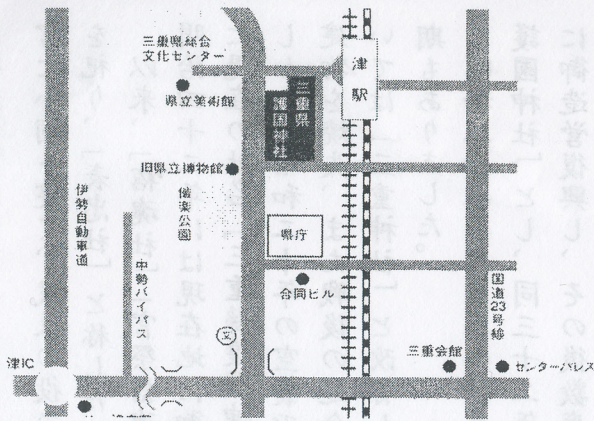 三重県総合
文化センター
県立美術館
津駅
三重県
護国神社
旧県立博物館
偕楽公園
伊勢自動車道
県庁
中勢バイパス
合同ビル
国道23号線
文
三重会館
センターパレス
津IC